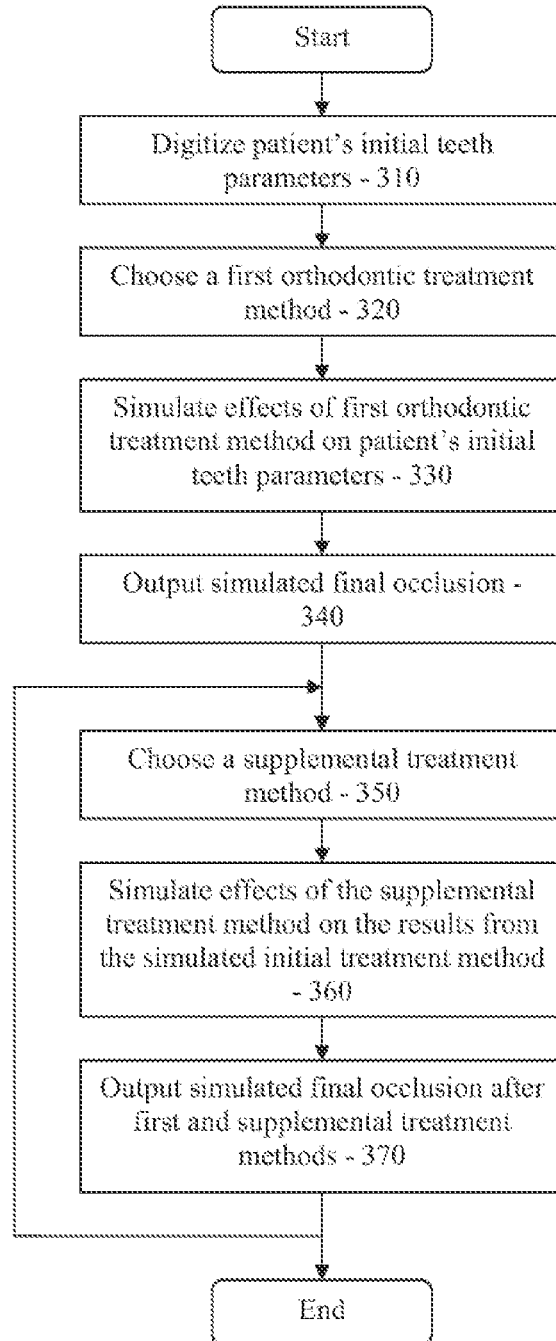 Start
Digitize patient's initial teeth
parameters - 310
Choose a first orthodontic treatment
method - 320
Simulate effects of first orthodontic
treatment method on patient's initial
teeth parameters - 330
Output simulated final occlusion -
340
Choose a supplemental treatment
method - 350
Simulate effects of the supplemental
treatment method on the results from
the simulated initial treatment method
- 360
Output simulated final occlusion after
first and supplemental treatment
methods - 370
End